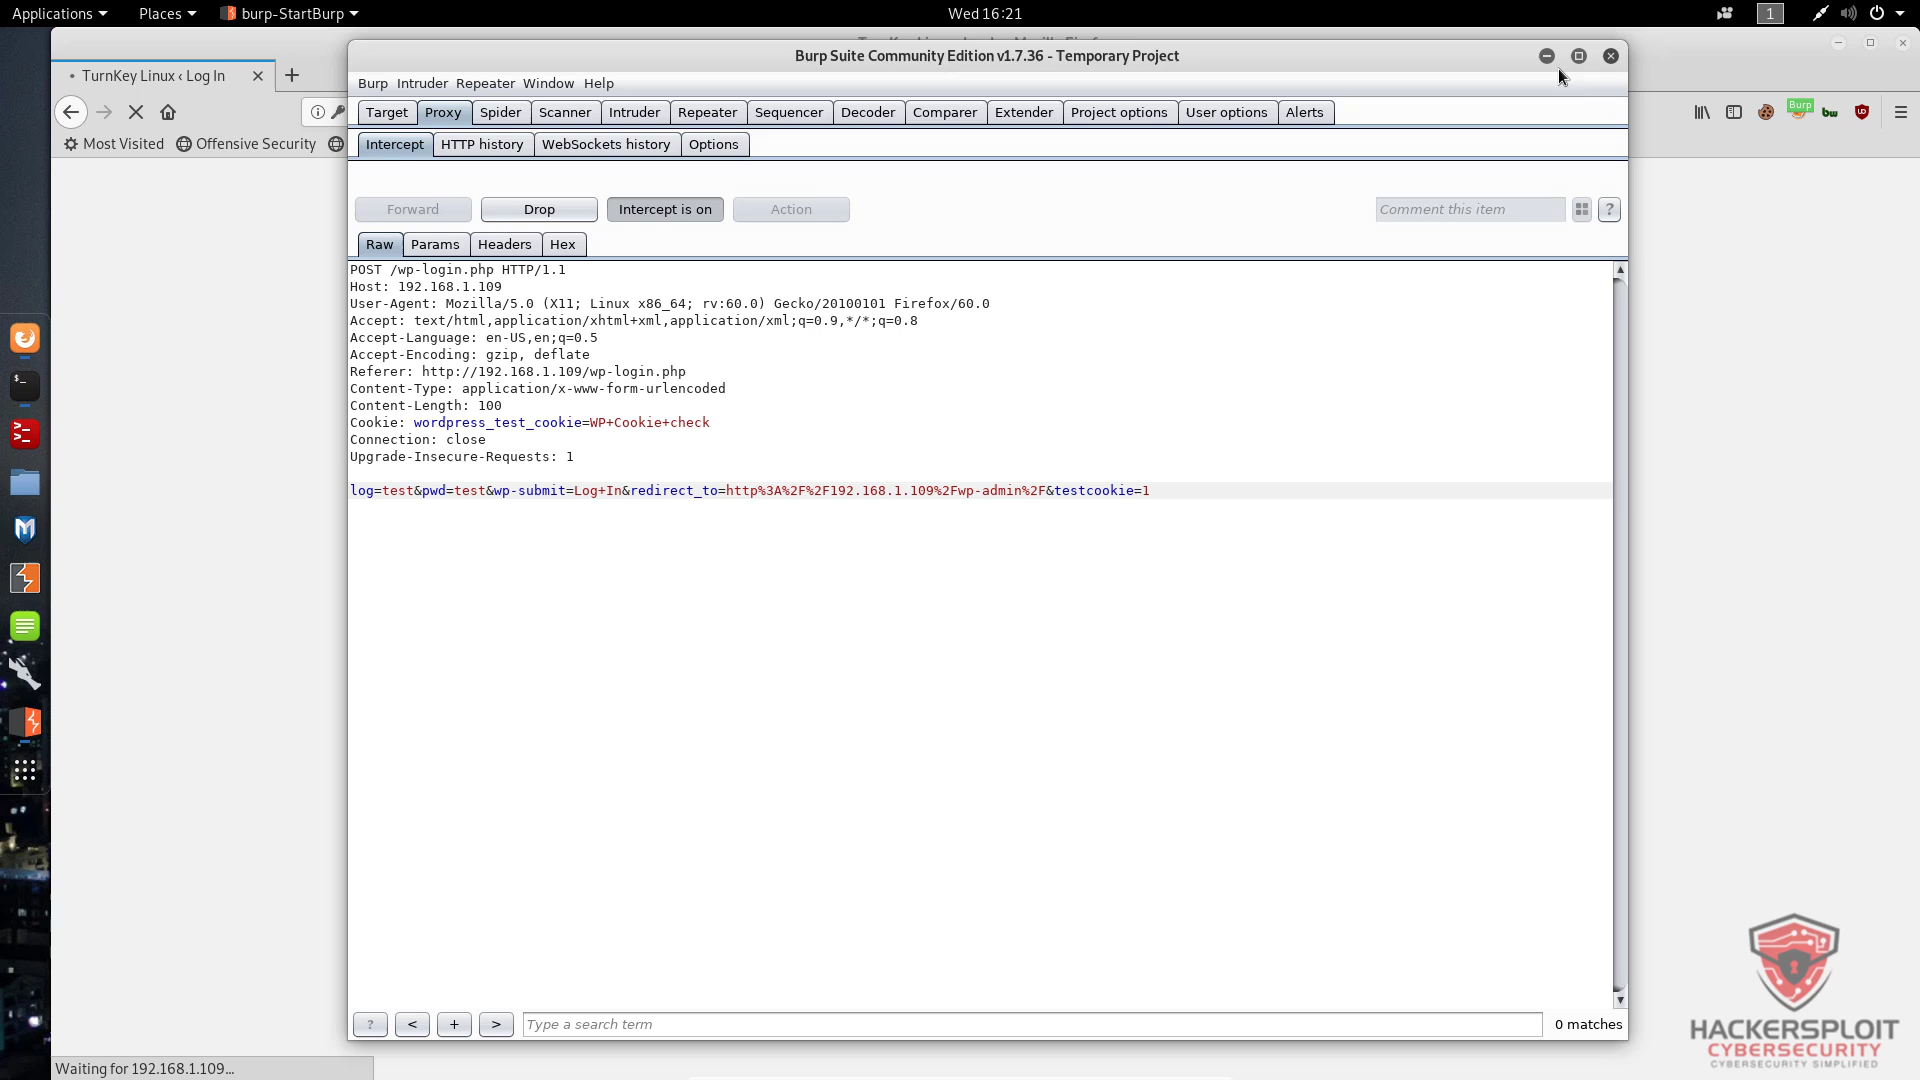 Applications Places burp-StartBurp Wed 16:21 1
Burp Suite Community Edition v1.7.36 - Temporary Project
TurnKey Linux ‹ Log In
Burp Intruder Repeater Window Help
Target Proxy Spider Scanner Intruder Repeater Sequencer Decoder Comparer Extender Project options User options Alerts
Burp
Most Visited Offensive Security
Intercept HTTP history WebSockets history Options
Forward Drop Intercept is on Action Comment this item ?
Raw Params Headers Hex
POST /wp-login.php HTTP/1.1
Host: 192.168.1.109
User-Agent: Mozilla/5.0 (X11; Linux x86_64; rv:60.0) Gecko/20100101 Firefox/60.0
Accept: text/html,application/xhtml+xml,application/xml;q=0.9,*/*;q=0.8
Accept-Language: en-US,en;q=0.5
Accept-Encoding: gzip, deflate
Referer: http://192.168.1.109/wp-login.php
Content-Type: application/x-www-form-urlencoded
Content-Length: 100
Cookie: wordpress_test_cookie=WP+Cookie+check
Connection: close
Upgrade-Insecure-Requests: 1
log=test&pwd=test&wp-submit=Log+In&redirect_to=http%3A%2F%2F192.168.1.109%2Fwp-admin%2F&testcookie=1
? < + > Type a search term 0 matches
HACKERSPLOIT
CYBERSECURITY
CYBERSECURITY SIMPLIFIED
Waiting for 192.168.1.109...